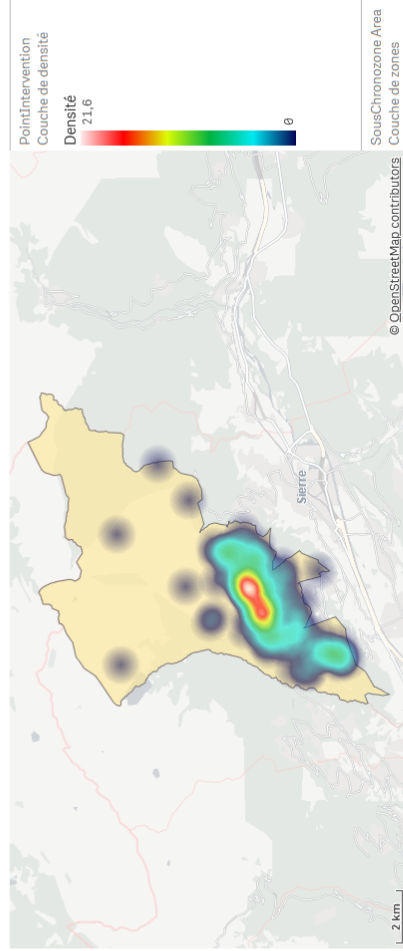 PointIntervention
Couche de densité
Densité
21,6
0
SousChronozone Area
Couche de zones
Sierre
2 km
© OpenStreetMap contributors